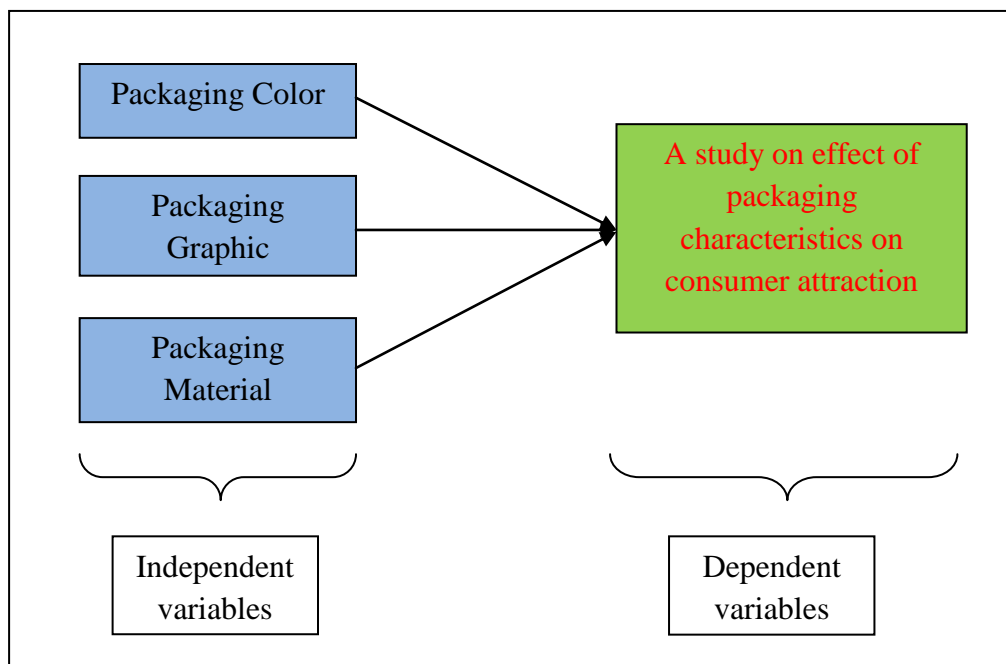 Packaging Color
Packaging
Graphic
Packaging
Material
A study on effect of
packaging
characteristics on
consumer attraction
Independent
variables
Dependent
variables